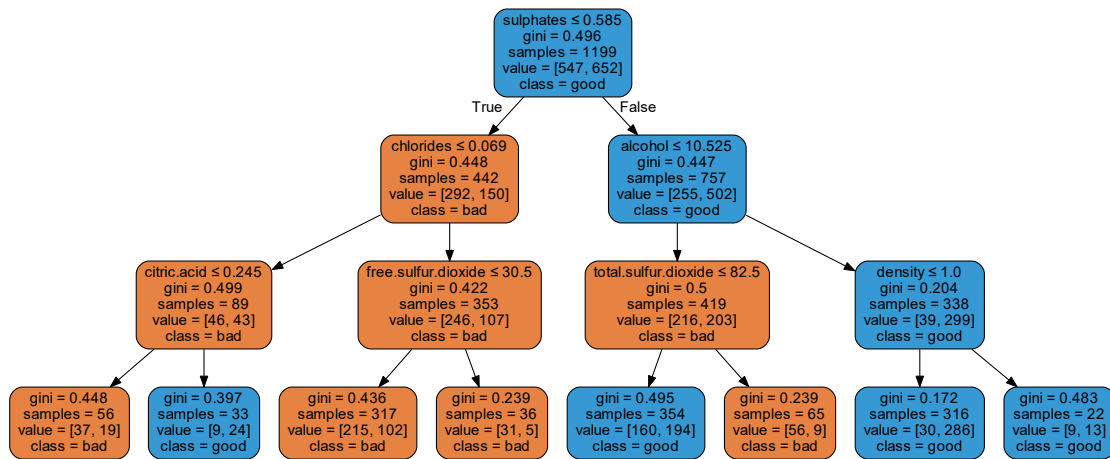 sulphates ≤ 0.585
gini = 0.496
samples = 1199
value = [547, 652]
class = good
True
False
chlorides ≤ 0.069
gini = 0.448
samples = 442
value = [292, 150]
class = bad
alcohol ≤ 10.525
gini = 0.447
samples = 757
value = [255, 502]
class = good
citric.acid ≤ 0.245
gini = 0.499
samples = 89
value = [46, 43]
class = bad
free.sulfur.dioxide ≤ 30.5
gini = 0.422
samples = 353
value = [246, 107]
class = bad
total.sulfur.dioxide ≤ 82.5
gini = 0.5
samples = 419
value = [216, 203]
class = bad
density ≤ 1.0
gini = 0.204
samples = 338
value = [39, 299]
class = good
gini = 0.448
samples = 56
value = [37, 19]
class = bad
gini = 0.397
samples = 33
value = [9, 24]
class = good
gini = 0.436
samples = 317
value = [215, 102]
class = bad
gini = 0.239
samples = 36
value = [31, 5]
class = bad
gini = 0.495
samples = 354
value = [160, 194]
class = good
gini = 0.239
samples = 65
value = [56, 9]
class = bad
gini = 0.172
samples = 316
value = [30, 286]
class = good
gini = 0.483
samples = 22
value = [9, 13]
class = good